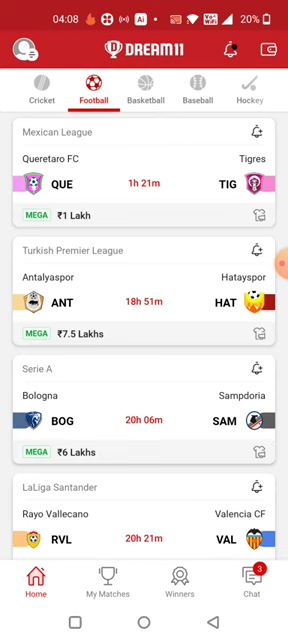 04:08 Ai 20%
DREAM11
Cricket Football Basketball Baseball Hockey
Mexican League
Queretaro FC Tigres
QUE 1h 21m TIG
MEGA ₹1 Lakh
Turkish Premier League
Antalyaspor Hatayspor
ANT 18h 51m HAT
MEGA ₹7.5 Lakhs
Serie A
Bologna Sampdoria
BOG 20h 06m SAM
MEGA ₹6 Lakhs
LaLiga Santander
Rayo Vallecano Valencia CF
RVL 20h 21m VAL
3
Home My Matches Winners Chat